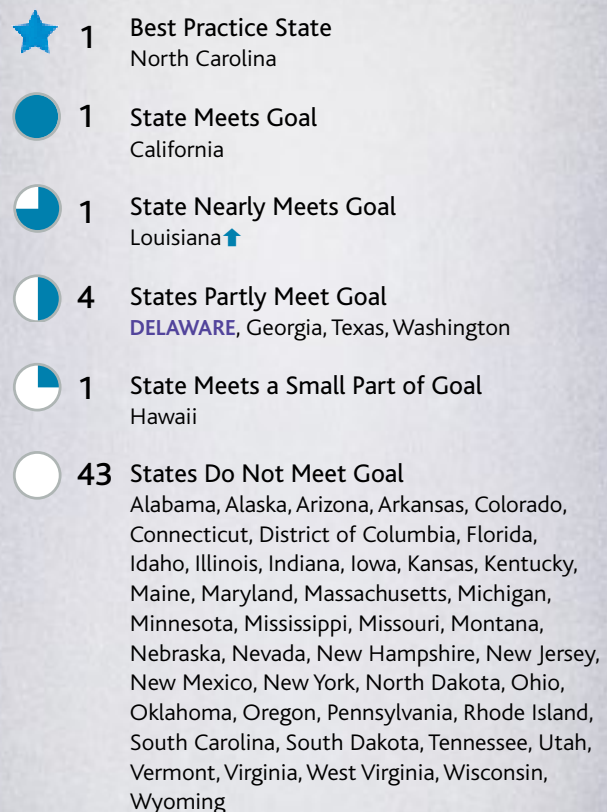 1 Best Practice State
North Carolina
1 State Meets Goal
California
1 State Nearly Meets Goal
Louisiana⬆
4 States Partly Meet Goal
DELAWARE, Georgia, Texas, Washington
1 State Meets a Small Part of Goal
Hawaii
43 States Do Not Meet Goal
Alabama, Alaska, Arizona, Arkansas, Colorado,
Connecticut, District of Columbia, Florida,
Idaho, Illinois, Indiana, Iowa, Kansas, Kentucky,
Maine, Maryland, Massachusetts, Michigan,
Minnesota, Mississippi, Missouri, Montana,
Nebraska, Nevada, New Hampshire, New Jersey,
New Mexico, New York, North Dakota, Ohio,
Oklahoma, Oregon, Pennsylvania, Rhode Island,
South Carolina, South Dakota, Tennessee, Utah,
Vermont, Virginia, West Virginia, Wisconsin,
Wyoming